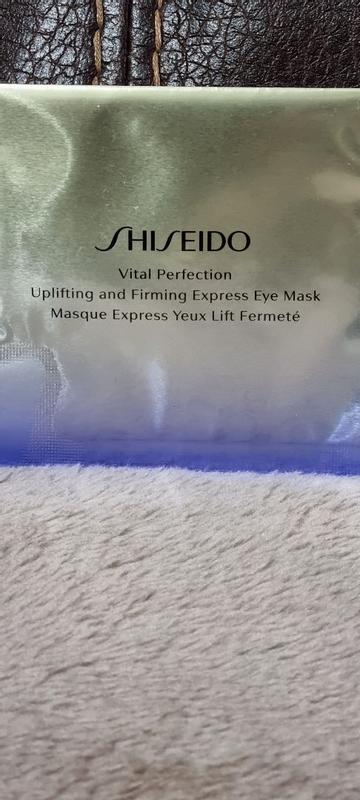 SHISEIDO
Vital Perfection
Uplifting and Firming Express Eye Mask
Masque Express Yeux Lift Fermeté